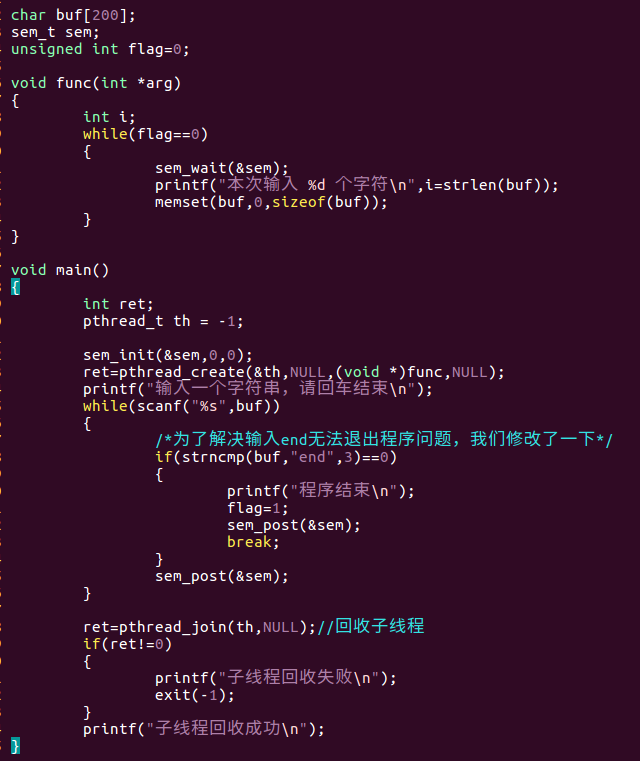 char buf[200];
sem_t sem;
unsigned int flag=0;
void func(int *arg)
{
int i;
while(flag==0)
{
sem_wait(&sem);
printf("本次输入 %d 个字符\n",i=strlen(buf));
memset(buf,0,sizeof(buf));
}
}
void main()
{
int ret;
pthread_t th = -1;
sem_init(&sem,0,0);
ret=pthread_create(&th,NULL,(void *)func,NULL);
printf("输入一个字符串，请回车结束\n");
while(scanf("%s",buf))
{
/*为了解决输入end无法退出程序问题，我们修改了一下*/
if(strncmp(buf,"end",3)==0)
{
printf("程序结束\n");
flag=1;
sem_post(&sem);
break;
}
sem_post(&sem);
}
ret=pthread_join(th,NULL);//回收子线程
if(ret!=0)
{
printf("子线程回收失败\n");
exit(-1);
}
printf("子线程回收成功\n");
}